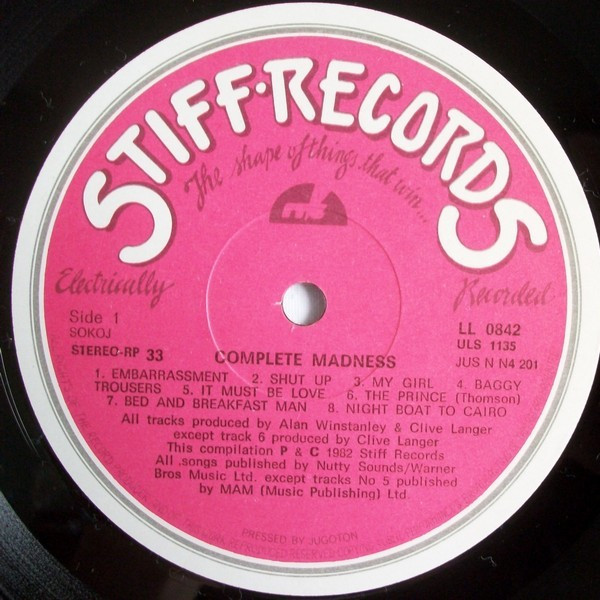 STIFF·RECORDS
The shape of things that win...
Electrically
Recorded
Side 1
SOKOJ
LL 0842
ULS 1135
STEREO-RP 33
COMPLETE MADNESS
JUS N N4 201
1. EMBARRASSMENT 2. SHUT UP 3. MY GIRL 4. BAGGY
TROUSERS 5. IT MUST BE LOVE 6. THE PRINCE (Thomson)
7. BED AND BREAKFAST MAN 8. NIGHT BOAT TO CAIRO
All tracks produced by Alan Winstanley & Clive Langer
except track 6 produced by Clive Langer
This compilation P & C 1982 Stiff Records
All songs published by Nutty Sounds/Warner
Bros Music Ltd. except tracks No 5 published
by MAM (Music Publishing) Ltd.
PRESSED BY JUGOTON